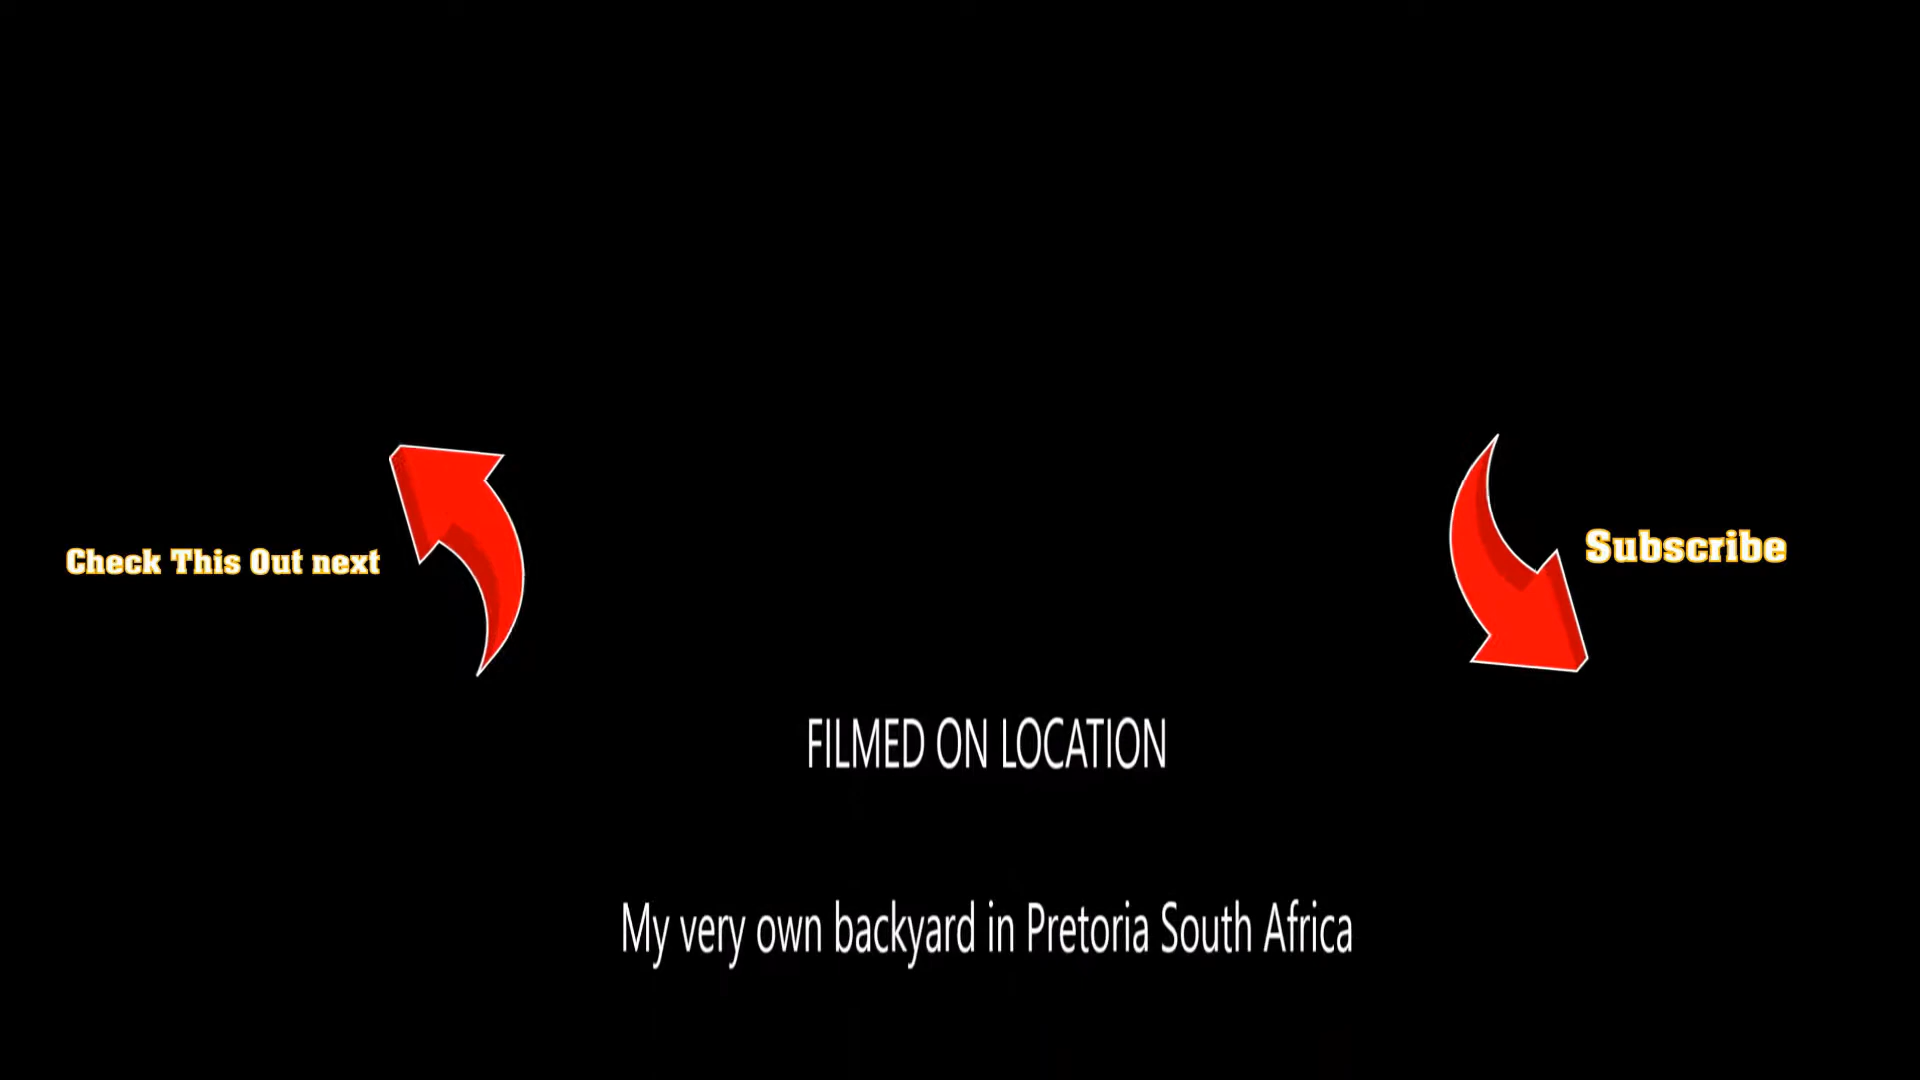 Check This Out next
Subscribe
FILMED ON LOCATION
My very own backyard in Pretoria South Africa